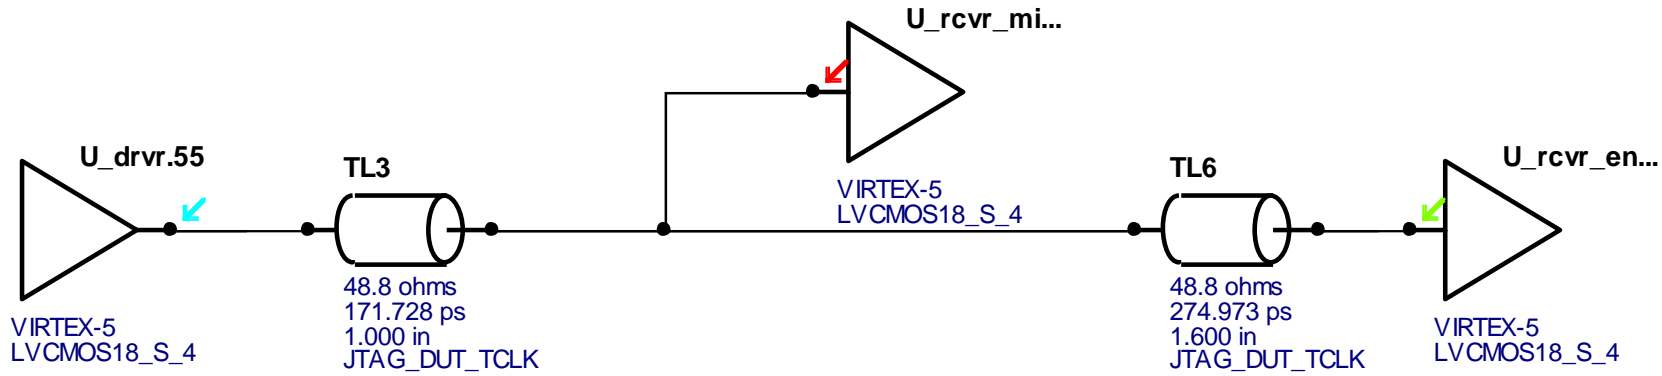 U_rcvr_mi...
VIRTEX-5
LVCMOS18_S_4
U_drvr.55
VIRTEX-5
LVCMOS18_S_4
TL3
48.8 ohms
171.728 ps
1.000 in
JTAG_DUT_TCLK
TL6
48.8 ohms
274.973 ps
1.600 in
JTAG_DUT_TCLK
U_rcvr_en...
VIRTEX-5
LVCMOS18_S_4